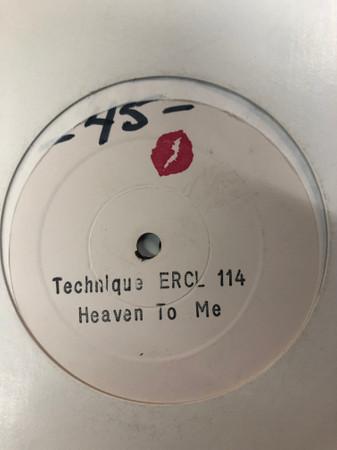 - 45 -
Technique ERCL 114
Heaven To Me